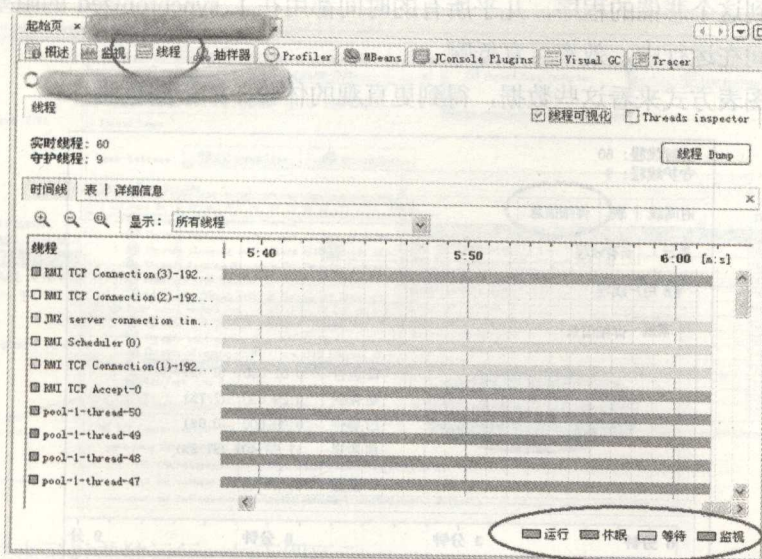 起始页 ×
概述 监视 线程 抽样器 Profiler MBeans JConsole Plugins Visual GC Tracer
线程
线程可视化 Threads inspector
实时线程: 60
守护线程: 9
线程 Dump
时间线 表 详细信息 ×
显示: 所有线程
线程 5:40 5:50 6:00 [m:s]
RMI TCP Connection(3)-192...
RMI TCP Connection(2)-192...
JMX server connection tim...
RMI Scheduler(0)
RMI TCP Connection(1)-192...
RMI TCP Accept-0
pool-1-thread-50
pool-1-thread-49
pool-1-thread-48
pool-1-thread-47
运行 休眠 等待 监视